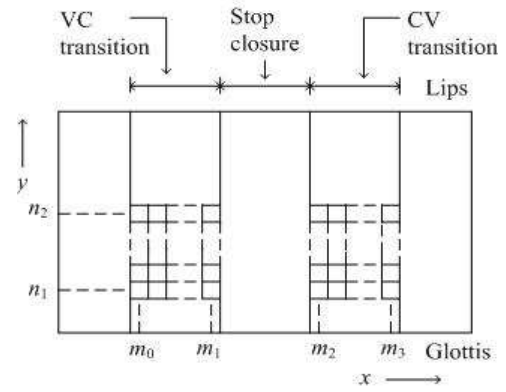 VC transition
Stop closure
CV transition
Lips
y
n₂
n₁
m₀ m₁ m₂ m₃ Glottis
x